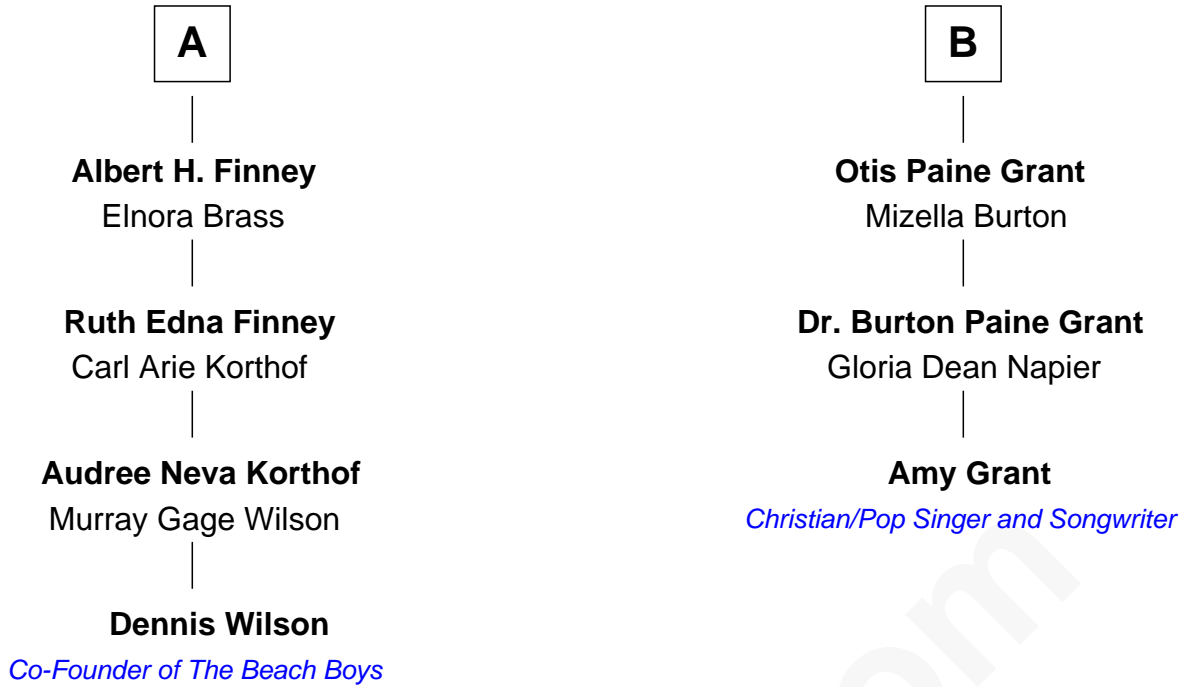 A
Albert H. Finney
Elnora Brass
Ruth Edna Finney
Carl Arie Korthof
Audree Neva Korthof
Murray Gage Wilson
Dennis Wilson
Co-Founder of The Beach Boys
B
Otis Paine Grant
Mizella Burton
Dr. Burton Paine Grant
Gloria Dean Napier
Amy Grant
Christian/Pop Singer and Songwriter
om